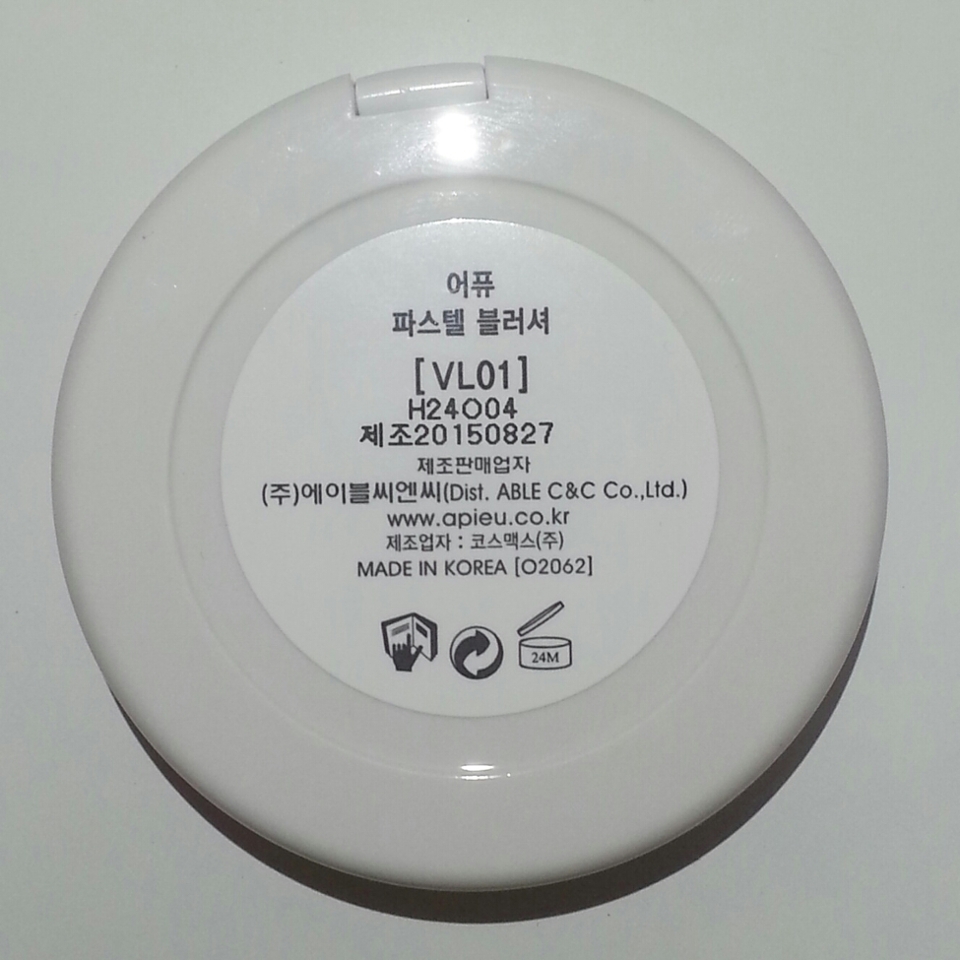 어퓨
파스텔 블러셔
[VL01]
H24O04
제조20150827
제조판매업자
(주)에이블씨엔씨(Dist. ABLE C&C Co.,Ltd.)
www.apieu.co.kr
제조업자 : 코스맥스(주)
MADE IN KOREA [O2062]
24M